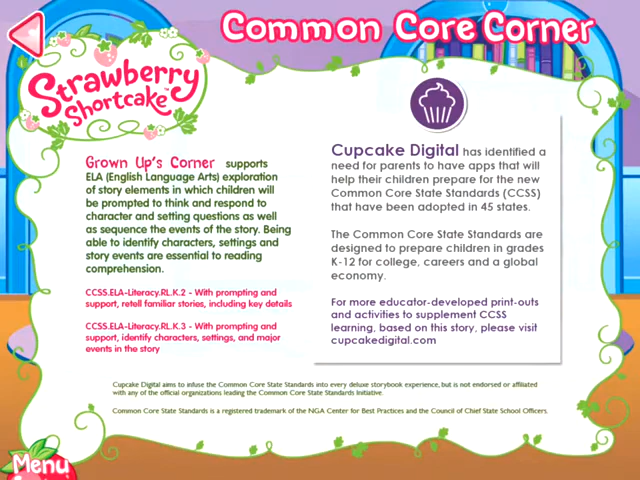 Common Core Corner
Strawberry
Shortcake™
Grown Up's Corner supports
ELA (English Language Arts) exploration
of story elements in which children will
be prompted to think and respond to
character and setting questions as well
as sequence the events of the story. Being
able to identify characters, settings and
story events are essential to reading
comprehension.
CCSS.ELA-Literacy.RL.K.2 - With prompting and
support, retell familiar stories, including key details
CCSS.ELA-Literacy.RL.K.3 - With prompting and
support, identify characters, settings, and major
events in the story
Cupcake Digital has identified a
need for parents to have apps that will
help their children prepare for the new
Common Core State Standards (CCSS)
that have been adopted in 45 states.
The Common Core State Standards are
designed to prepare children in grades
K-12 for college, careers and a global
economy.
For more educator-developed print-outs
and activities to supplement CCSS
learning, based on this story, please visit
cupcakedigital.com
Cupcake Digital aims to infuse the Common Core State Standards into every deluxe storybook experience, but is not endorsed or affiliated
with any of the official organizations leading the Common Core State Standards Initiative.
Common Core State Standards is a registered trademark of the NGA Center for Best Practices and the Council of Chief State School Officers.
Menu